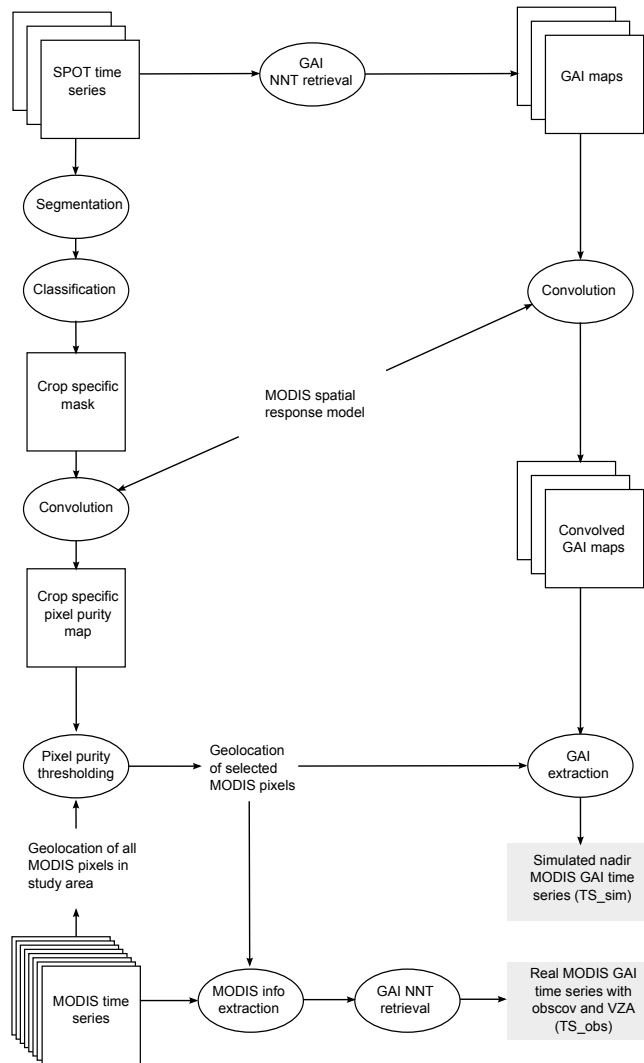 SPOT time
series
GAI
NNT retrieval
GAI maps
Segmentation
Classification
Convolution
Crop specific
mask
MODIS spatial
response model
Convolution
Convolved
GAI maps
Crop specific
pixel purity
map
Pixel purity
thresholding
Geolocation
of selected
MODIS pixels
GAI
extraction
Geolocation of all
MODIS pixels in
study area
Simulated nadir
MODIS GAI time
series (TS_sim)
MODIS time
series
MODIS info
extraction
GAI NNT
retrieval
Real MODIS GAI
time series with
obscov and VZA
(TS_obs)